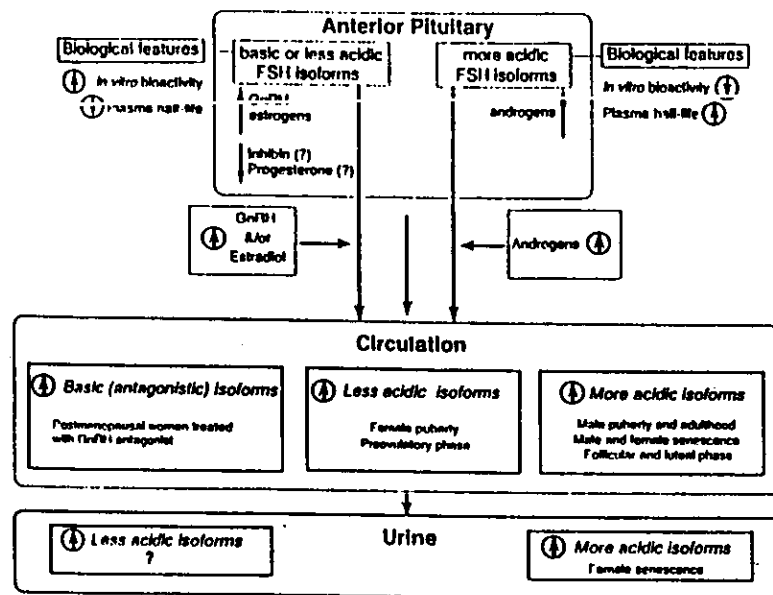 Anterior Pituitary
Biological features
In vitro bioactivity
Plasma half-life
basic or less acidic
FSH isoforms
GnRH
estrogens
Inhibin (?)
Progesterone (?)
more acidic
FSH isoforms
androgens
Biological features
In vitro bioactivity
Plasma half-life
GnRH
&/or
Estradiol
Androgens
Circulation
Basic (antagonistic) isoforms
Postmenopausal women treated
with GnRH antagonist
Less acidic isoforms
Female puberty
Preovulatory phase
More acidic isoforms
Male puberty and adulthood
Male and female senescence
Follicular and luteal phase
Urine
Less acidic isoforms
?
More acidic isoforms
Female senescence